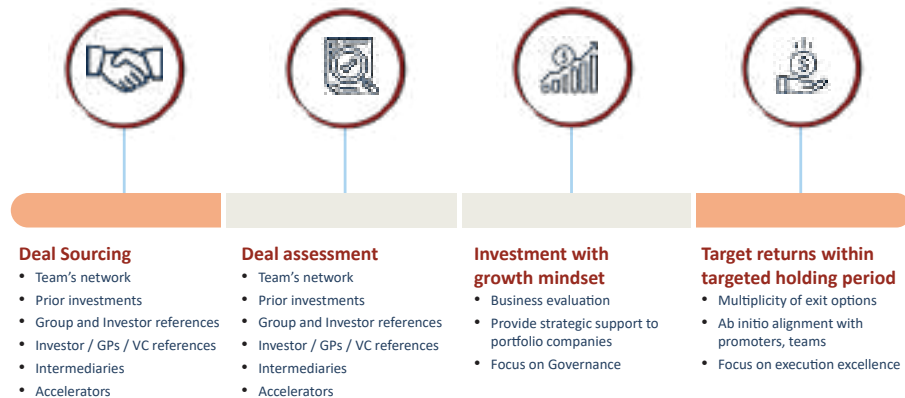 Deal Sourcing
• Team's network
• Prior investments
• Group and Investor references
• Investor / GPs / VC references
• Intermediaries
• Accelerators
Deal assessment
• Team's network
• Prior investments
• Group and Investor references
• Investor / GPs / VC references
• Intermediaries
• Accelerators
Investment with
growth mindset
• Business evaluation
• Provide strategic support to
portfolio companies
• Focus on Governance
Target returns within
targeted holding period
• Multiplicity of exit options
• Ab initio alignment with
promoters, teams
• Focus on execution excellence